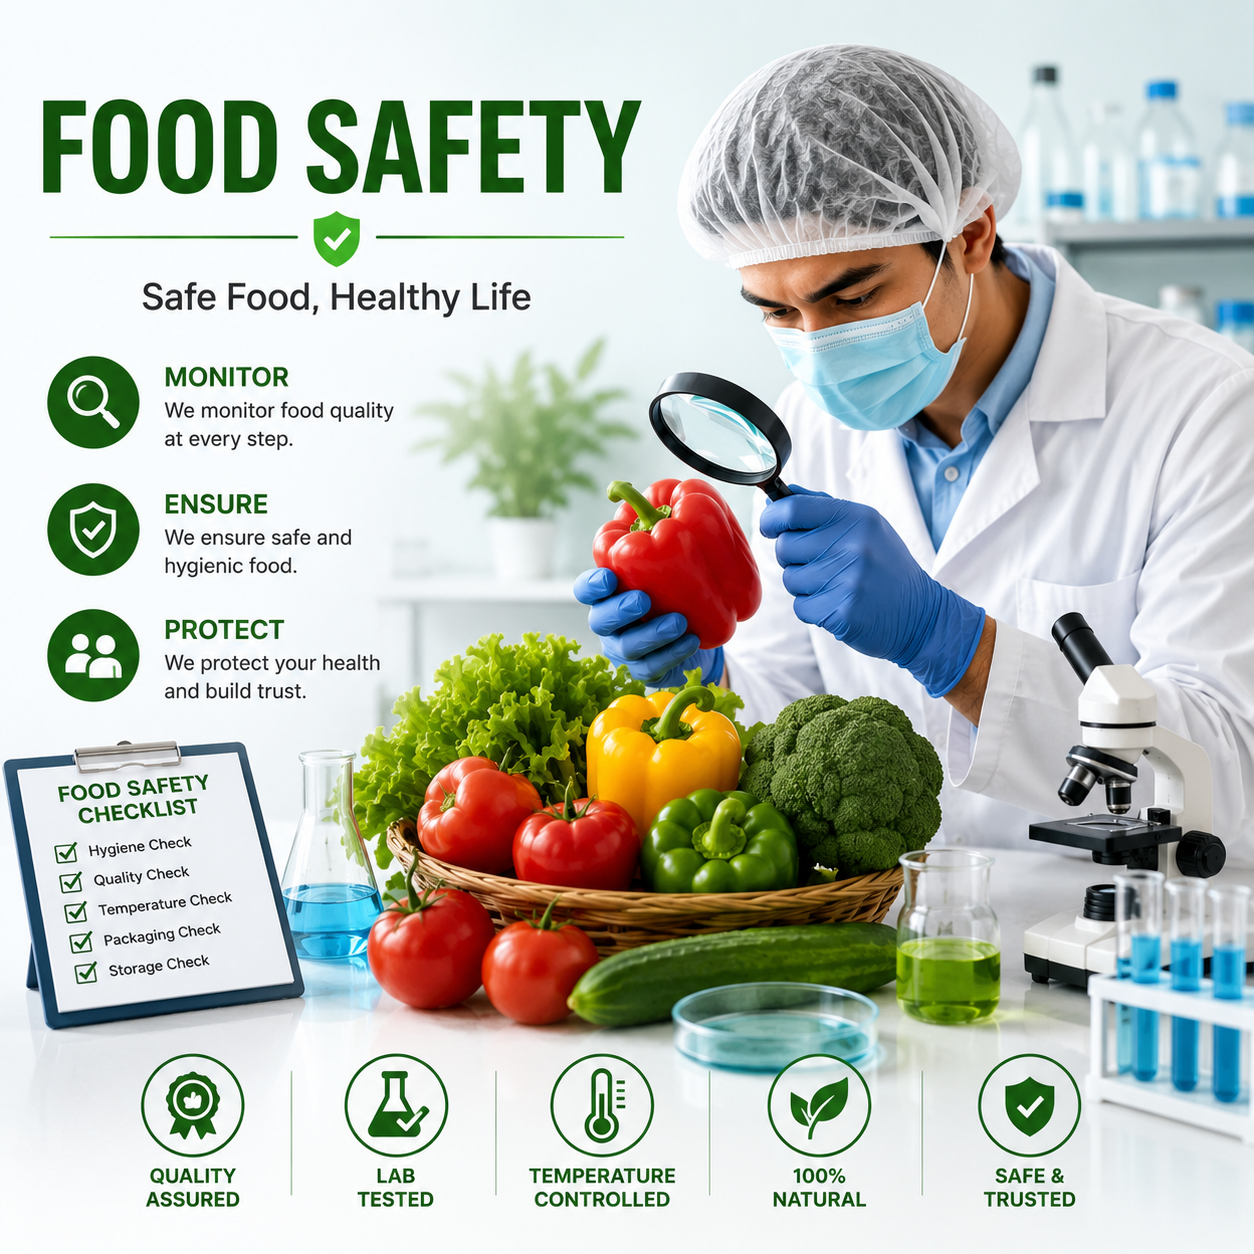 FOOD SAFETY
Safe Food, Healthy Life
MONITOR
We monitor food quality
at every step.
ENSURE
We ensure safe and
hygienic food.
PROTECT
We protect your health
and build trust.
FOOD SAFETY
CHECKLIST
Hygiene Check
Quality Check
Temperature Check
Packaging Check
Storage Check
QUALITY
ASSURED
LAB
TESTED
TEMPERATURE
CONTROLLED
100%
NATURAL
SAFE &
TRUSTED